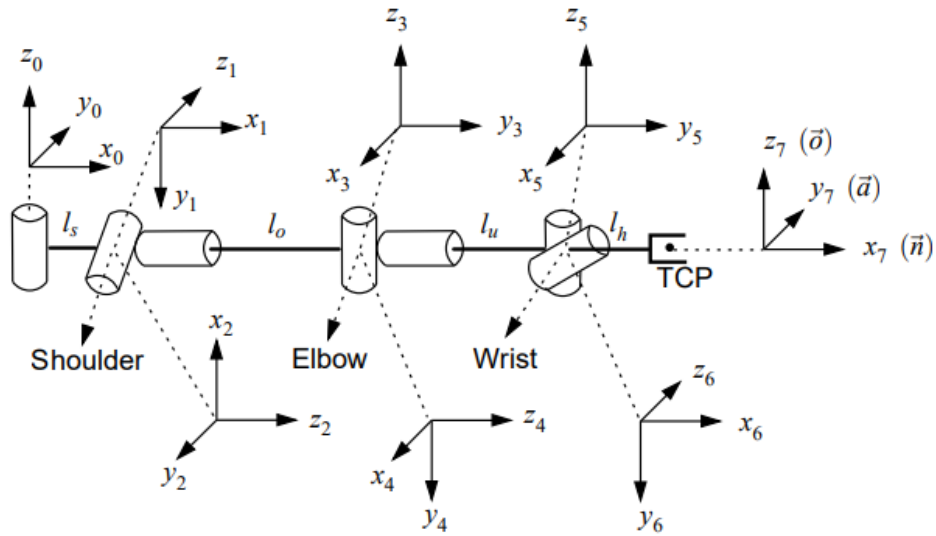 z₀
y₀
x₀
z₁
x₁
y₁
z₃
y₃
x₃
z₅
y₅
x₅
z₇ (o⃗)
y₇ (a⃗)
x₇ (n⃗)
lₛ
lₒ
lᵤ
lₕ
TCP
Shoulder
Elbow
Wrist
x₂
z₂
y₂
z₄
x₄
y₄
z₆
x₆
y₆